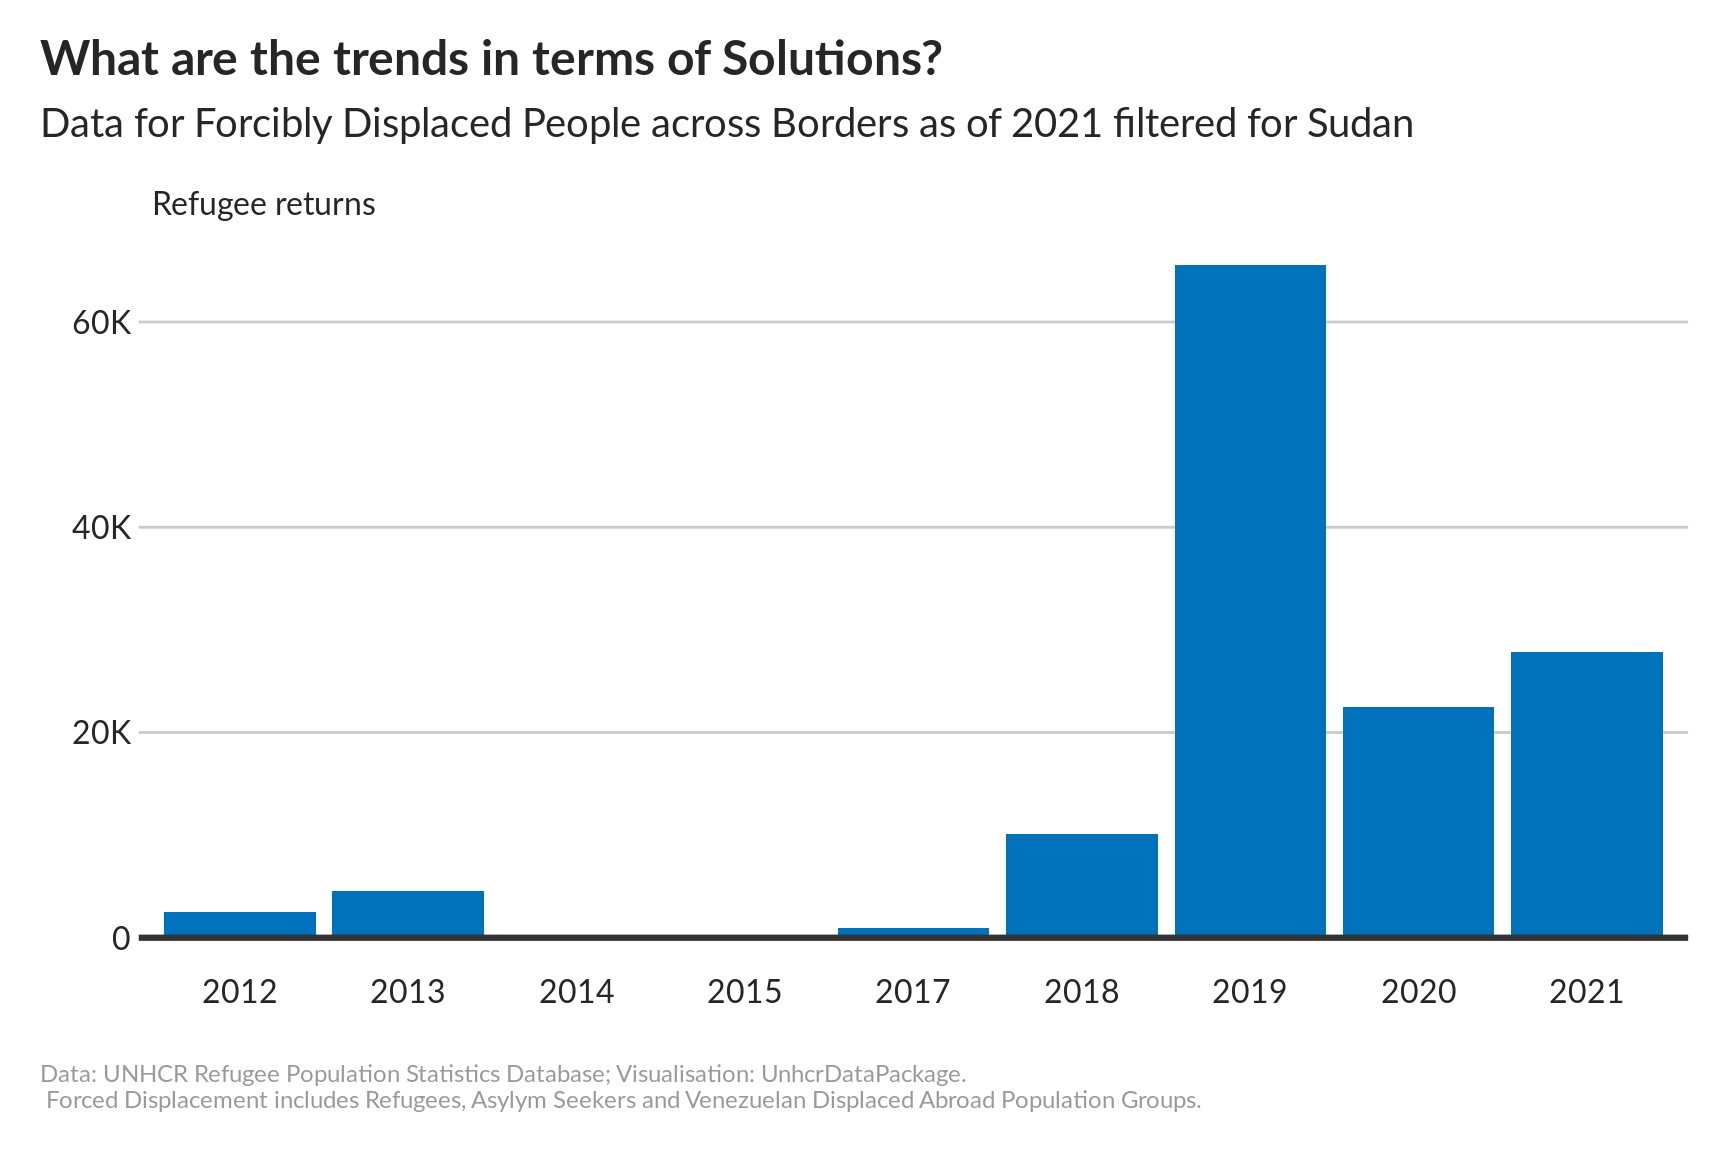 What are the trends in terms of Solutions?
Data for Forcibly Displaced People across Borders as of 2021 filtered for Sudan
Refugee returns
60K
40K
20K
0
2012 2013 2014 2015 2017 2018 2019 2020 2021
Data: UNHCR Refugee Population Statistics Database; Visualisation: UnhcrDataPackage.
Forced Displacement includes Refugees, Asylym Seekers and Venezuelan Displaced Abroad Population Groups.